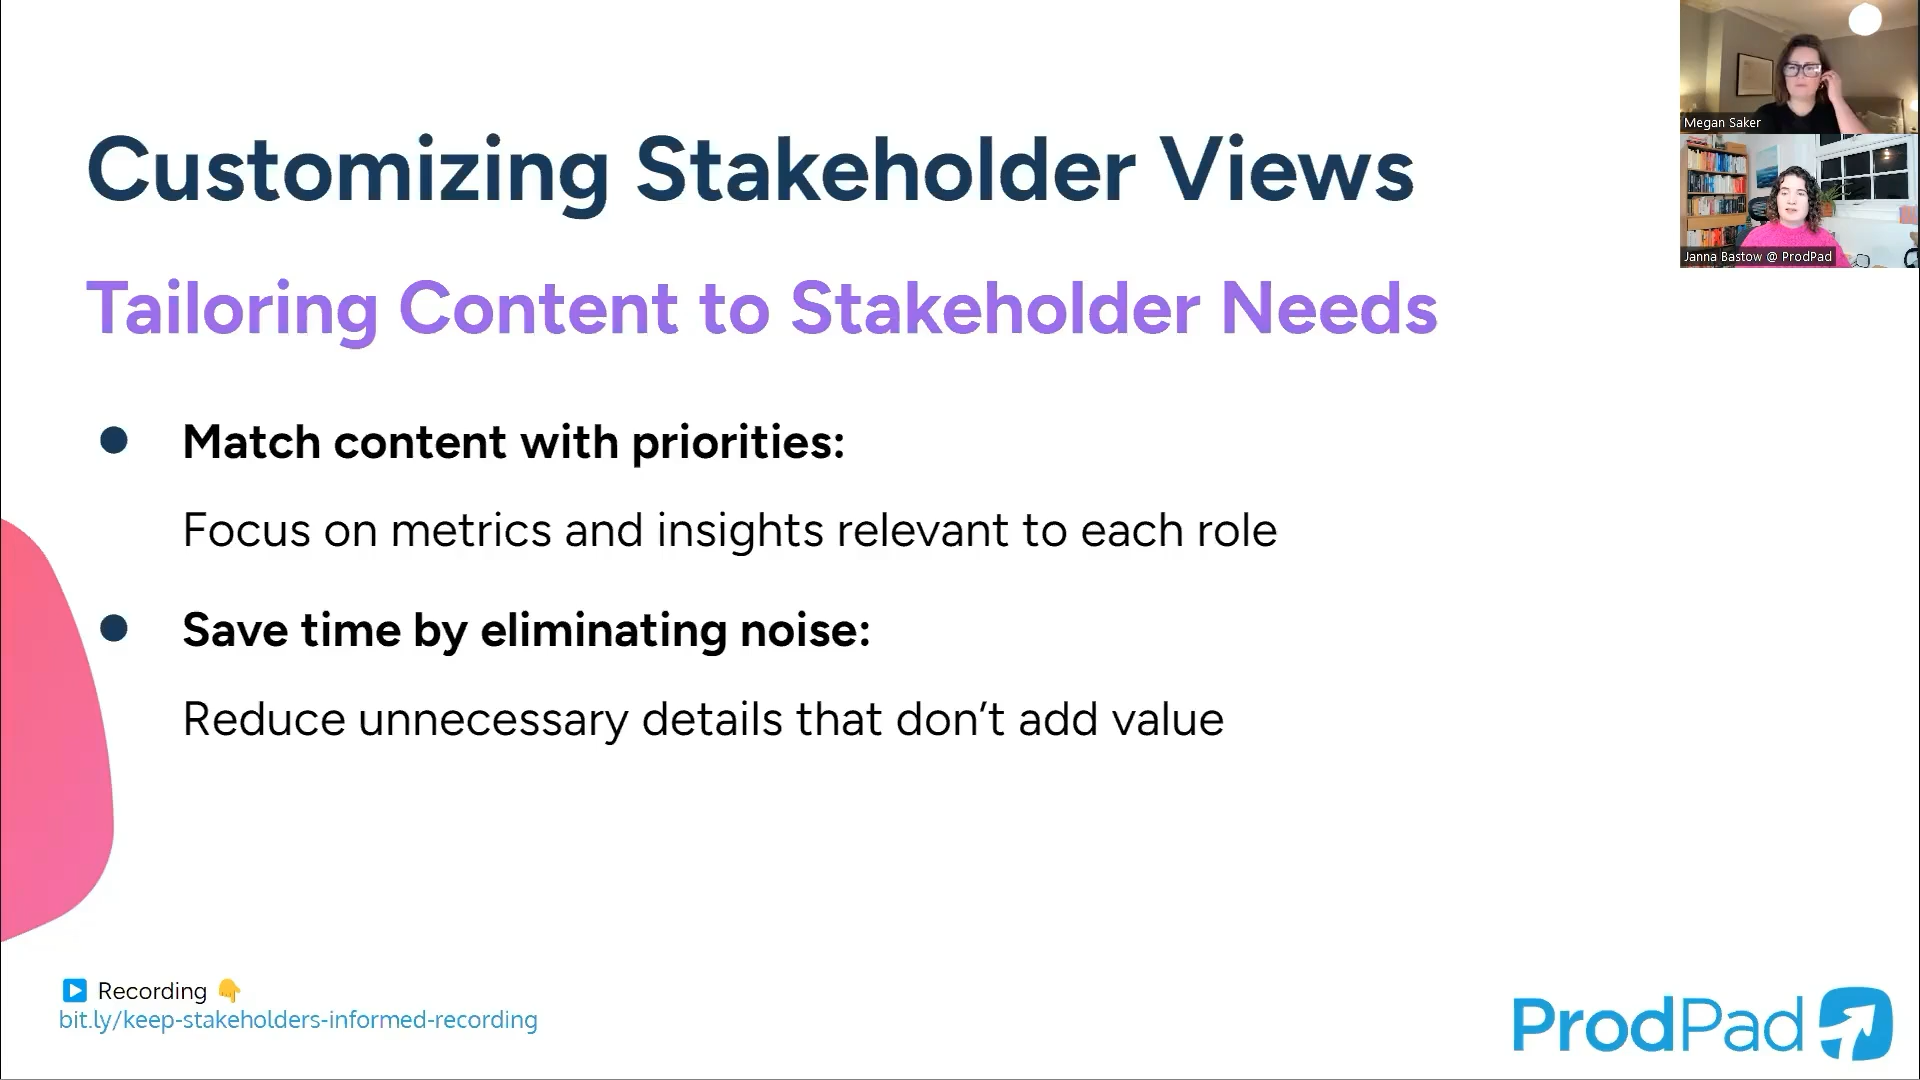 Customizing Stakeholder Views
Tailoring Content to Stakeholder Needs
Match content with priorities:
Focus on metrics and insights relevant to each role
Save time by eliminating noise:
Reduce unnecessary details that don’t add value
Recording
bit.ly/keep-stakeholders-informed-recording
ProdPad
Megan Saker
Janna Bastow @ ProdPad